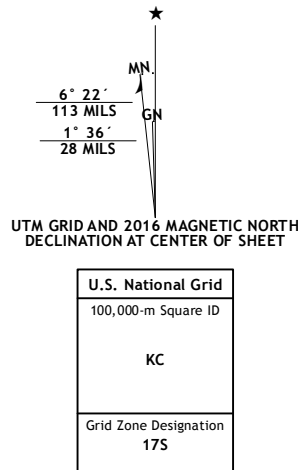 ★
MN
6° 22´
113 MILS
GN
1° 36´
28 MILS
UTM GRID AND 2016 MAGNETIC NORTH
DECLINATION AT CENTER OF SHEET
U.S. National Grid
100,000-m Square ID
KC
Grid Zone Designation
17S